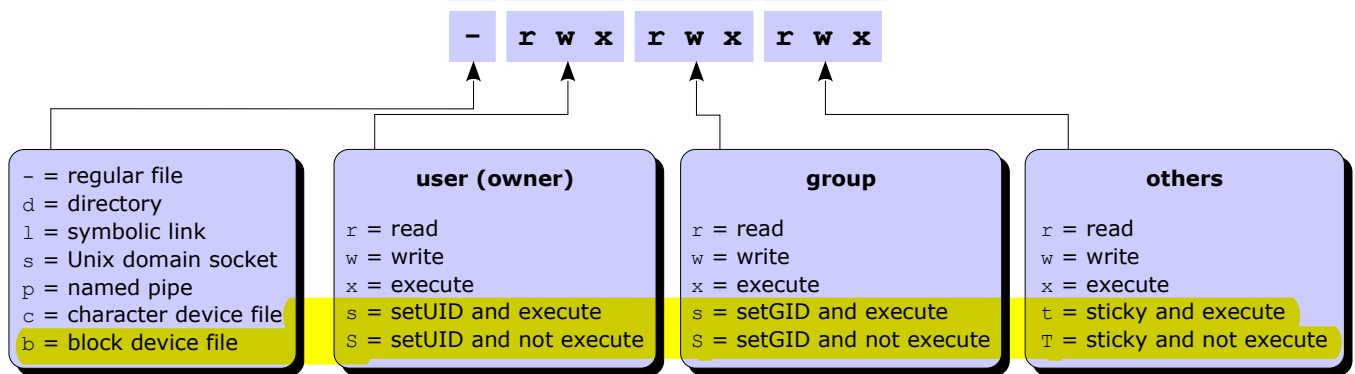 - r w x r w x r w x
- = regular file
d = directory
l = symbolic link
s = Unix domain socket
p = named pipe
c = character device file
b = block device file
user (owner)
r = read
w = write
x = execute
s = setUID and execute
S = setUID and not execute
group
r = read
w = write
x = execute
s = setGID and execute
S = setGID and not execute
others
r = read
w = write
x = execute
t = sticky and execute
T = sticky and not execute